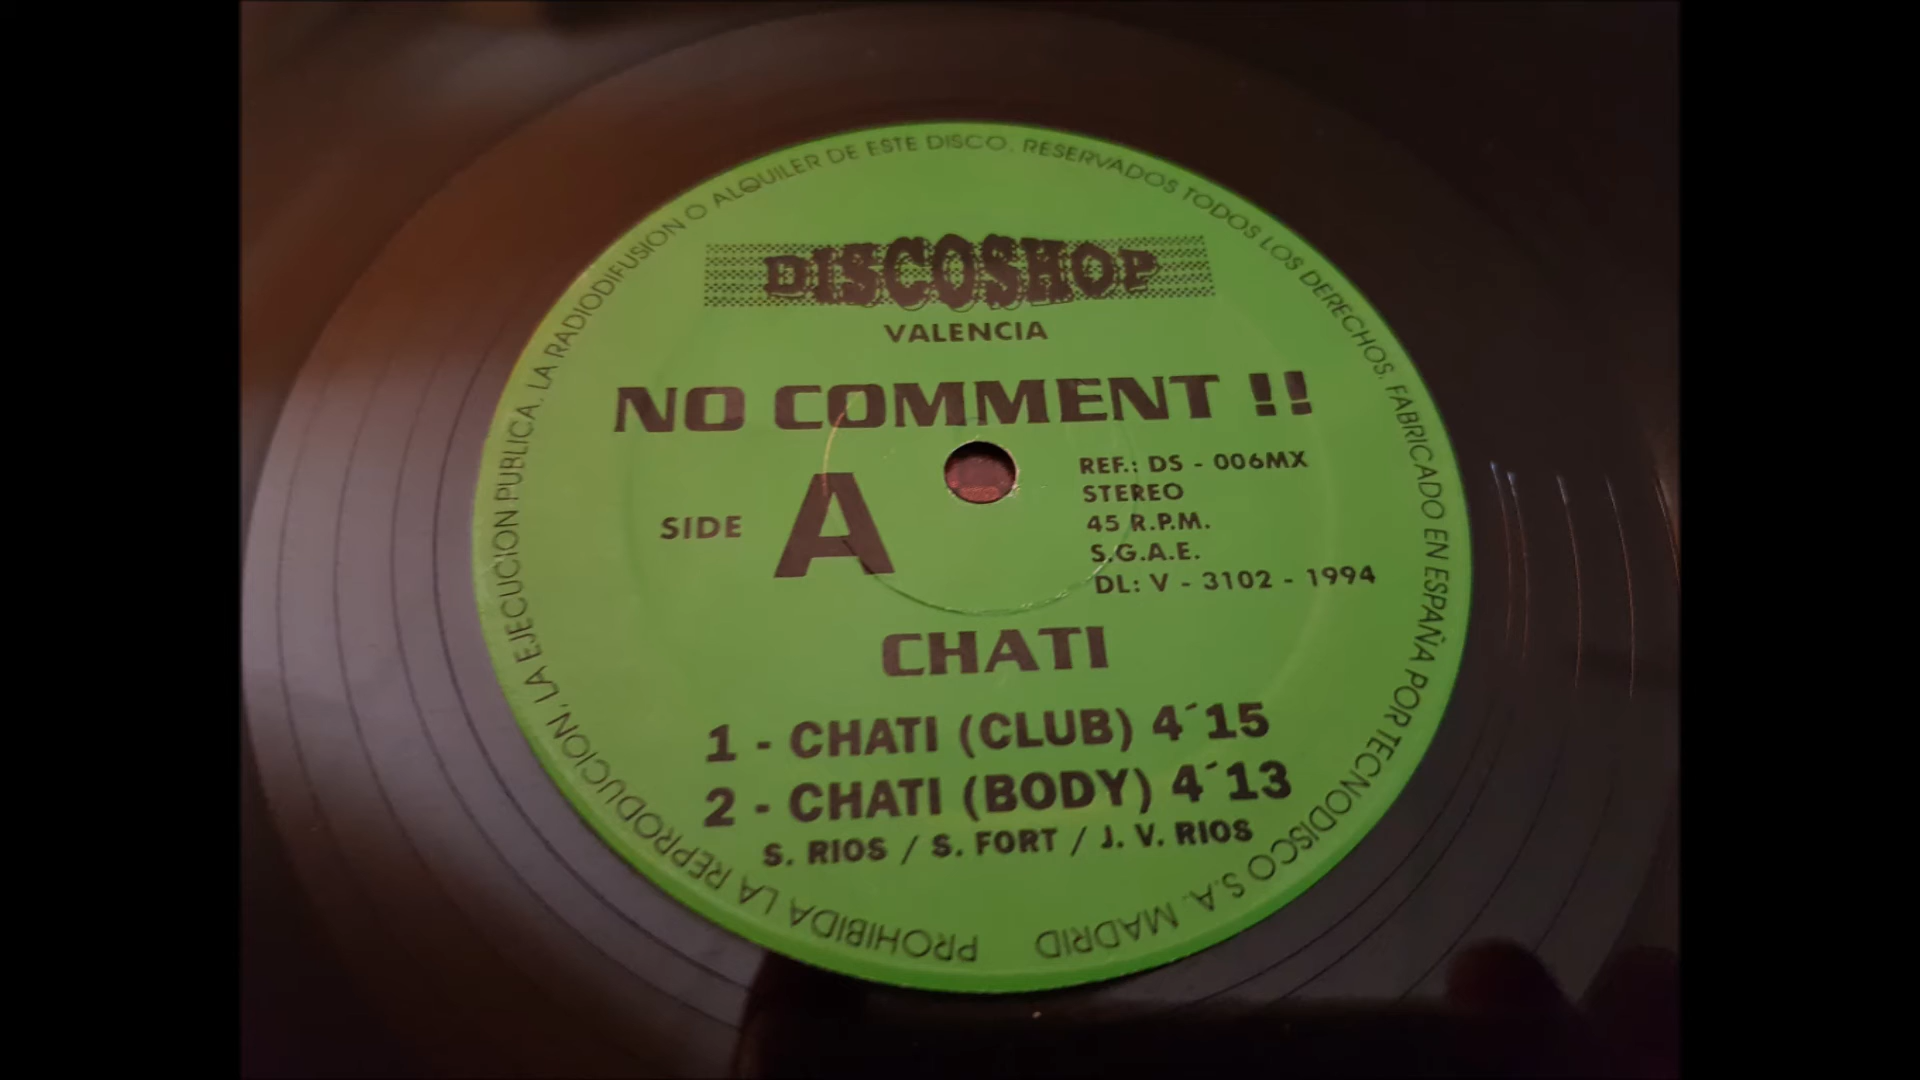 DISCOSHOP
VALENCIA
NO COMMENT !!
SIDE A
REF.: DS - 006MX
STEREO
45 R.P.M.
S.G.A.E.
DL: V - 3102 - 1994
CHATI
1 - CHATI (CLUB) 4´15
2 - CHATI (BODY) 4´13
S. RIOS / S. FORT / J. V. RIOS
PROHIBIDA LA REPRODUCION, LA EJECUCION PUBLICA, LA RADIODIFUSION O ALQUILER DE ESTE DISCO. RESERVADOS TODOS LOS DERECHOS. FABRICADO EN ESPAÑA POR TECNODISCO S.A. MADRID